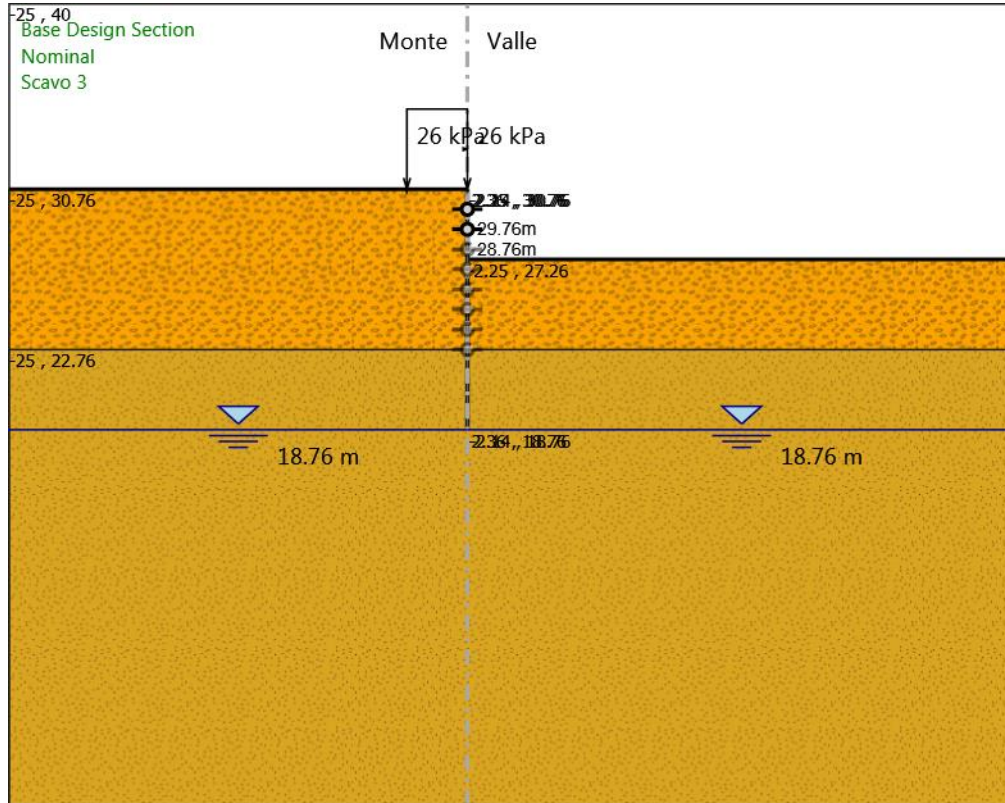 -25 , 40
Base Design Section
Nominal
Scavo 3
Monte
Valle
26 kPa
26 kPa
-25 , 30.76
29.76m
28.76m
-2.25 , 27.26
-25 , 22.76
18.76 m
18.76 m